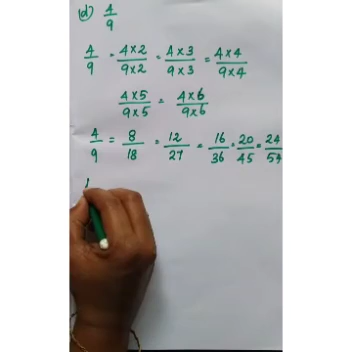 (d) 4/9
4/9 = 4×2/9×2 = 4×3/9×3 = 4×4/9×4
4×5/9×5 = 4×6/9×6
4/9 = 8/18 = 12/27 = 16/36 = 20/45 = 24/54